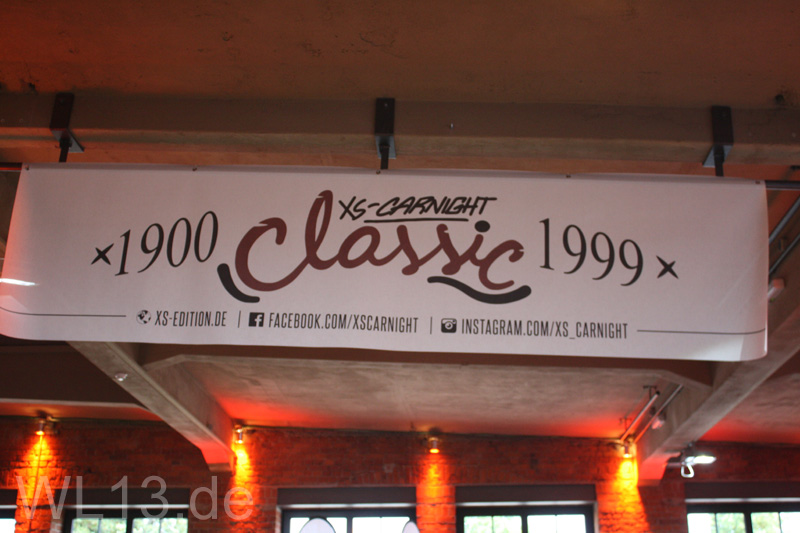 XS-CARNIGHT
×1900 Classic 1999×
XS-EDITION.DE | FACEBOOK.COM/XSCARNIGHT | INSTAGRAM.COM/XS_CARNIGHT
WL13.de